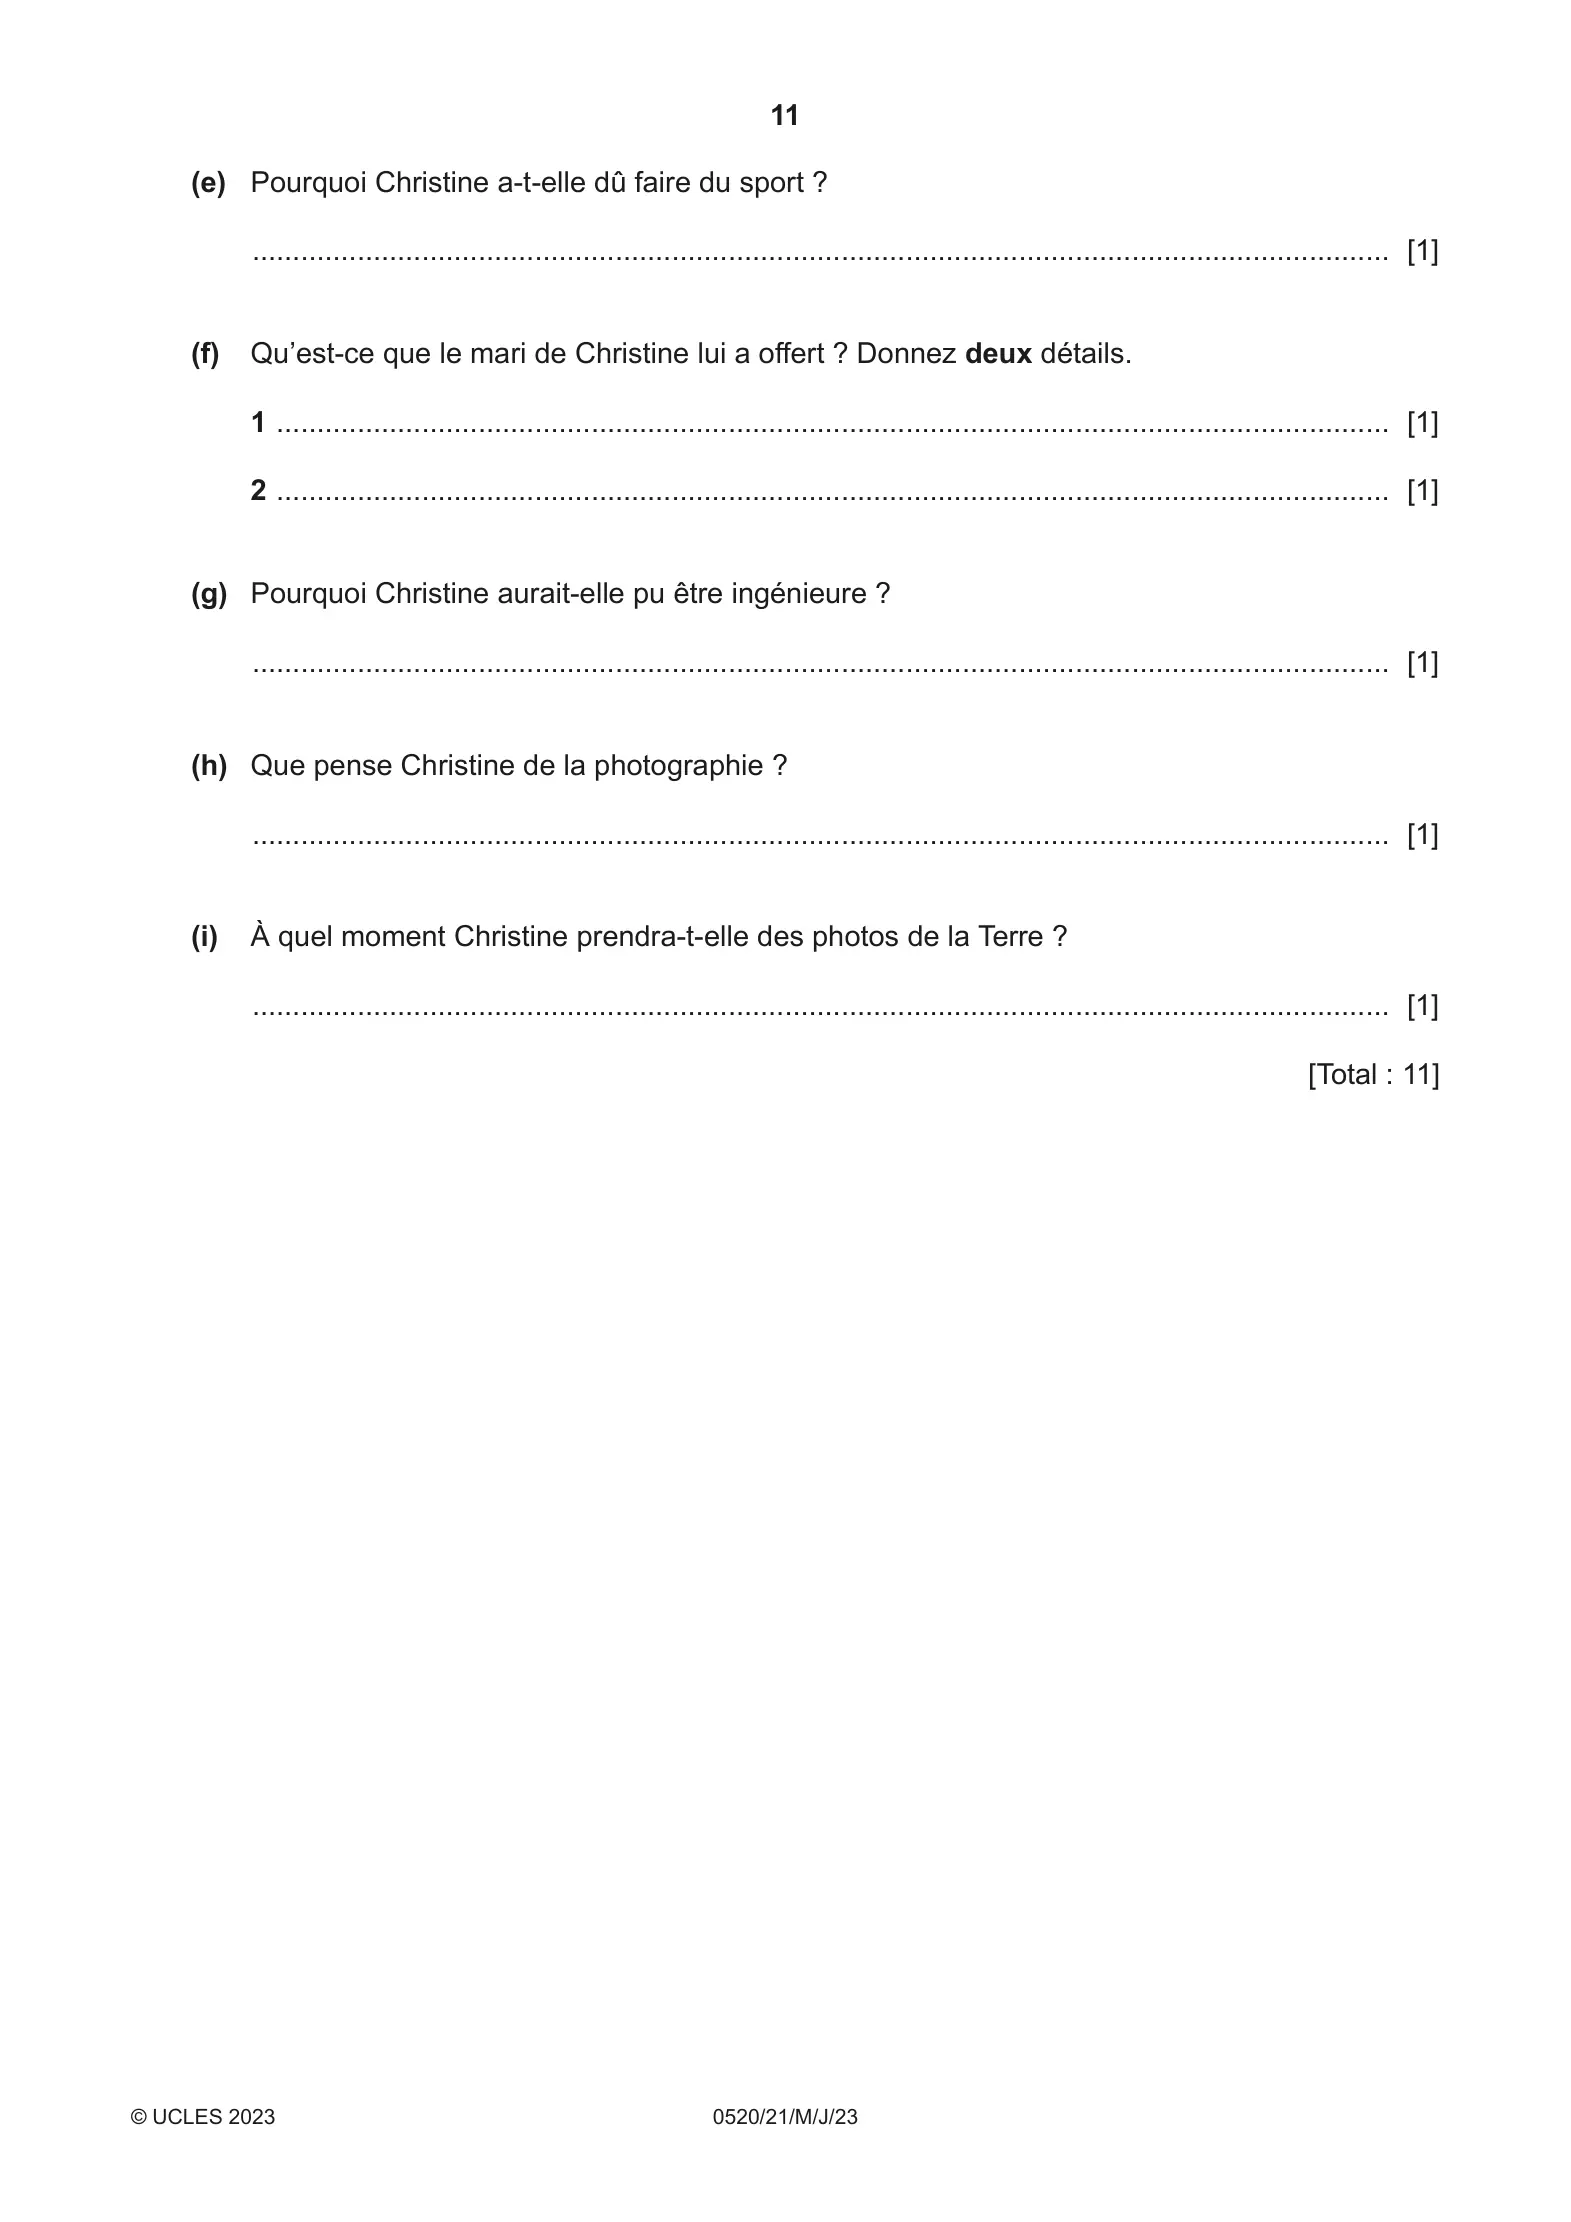 11
(e) Pourquoi Christine a-t-elle dû faire du sport ?
.............................................................................................................................................. [1]
(f) Qu’est-ce que le mari de Christine lui a offert ? Donnez deux détails.
1 ........................................................................................................................................... [1]
2 ........................................................................................................................................... [1]
(g) Pourquoi Christine aurait-elle pu être ingénieure ?
.............................................................................................................................................. [1]
(h) Que pense Christine de la photographie ?
.............................................................................................................................................. [1]
(i) À quel moment Christine prendra-t-elle des photos de la Terre ?
.............................................................................................................................................. [1]
[Total : 11]
© UCLES 2023 0520/21/M/J/23